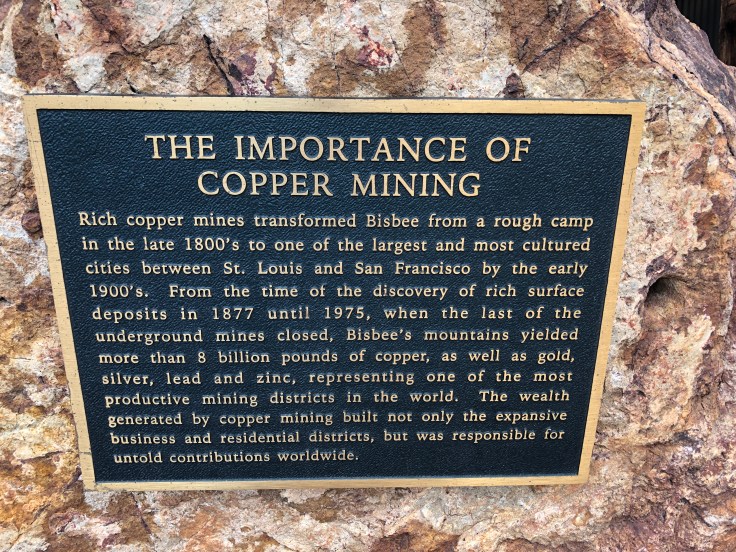 THE IMPORTANCE OF
COPPER MINING
Rich copper mines transformed Bisbee from a rough camp
in the late 1800's to one of the largest and most cultured
cities between St. Louis and San Francisco by the early
1900's. From the time of the discovery of rich surface
deposits in 1877 until 1975, when the last of the
underground mines closed, Bisbee's mountains yielded
more than 8 billion pounds of copper, as well as gold,
silver, lead and zinc, representing one of the most
productive mining districts in the world. The wealth
generated by copper mining built not only the expansive
business and residential districts, but was responsible for
untold contributions worldwide.